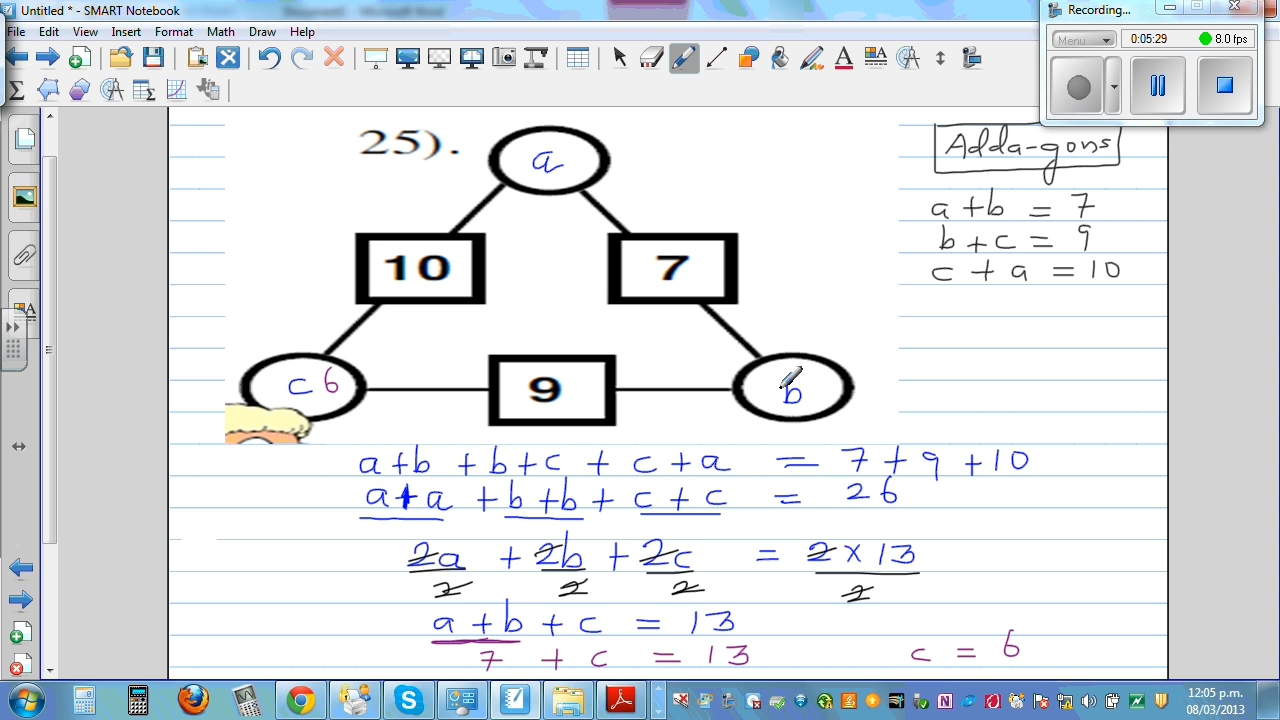 Untitled * - SMART Notebook
Recording...
File Edit View Insert Format Math Draw Help
Menu 0:05:29 8.0 fps
25).
a
Adda-gons
a + b = 7
b + c = 9
c + a = 10
10
7
c 6
9
b
a+b + b+c + c+a = 7+9+10
a+a + b+b + c+c = 26
2a + 2b + 2c = 2 × 13
2 2 2 2
a + b + c = 13
7 + c = 13 c = 6
12:05 p.m.
08/03/2013